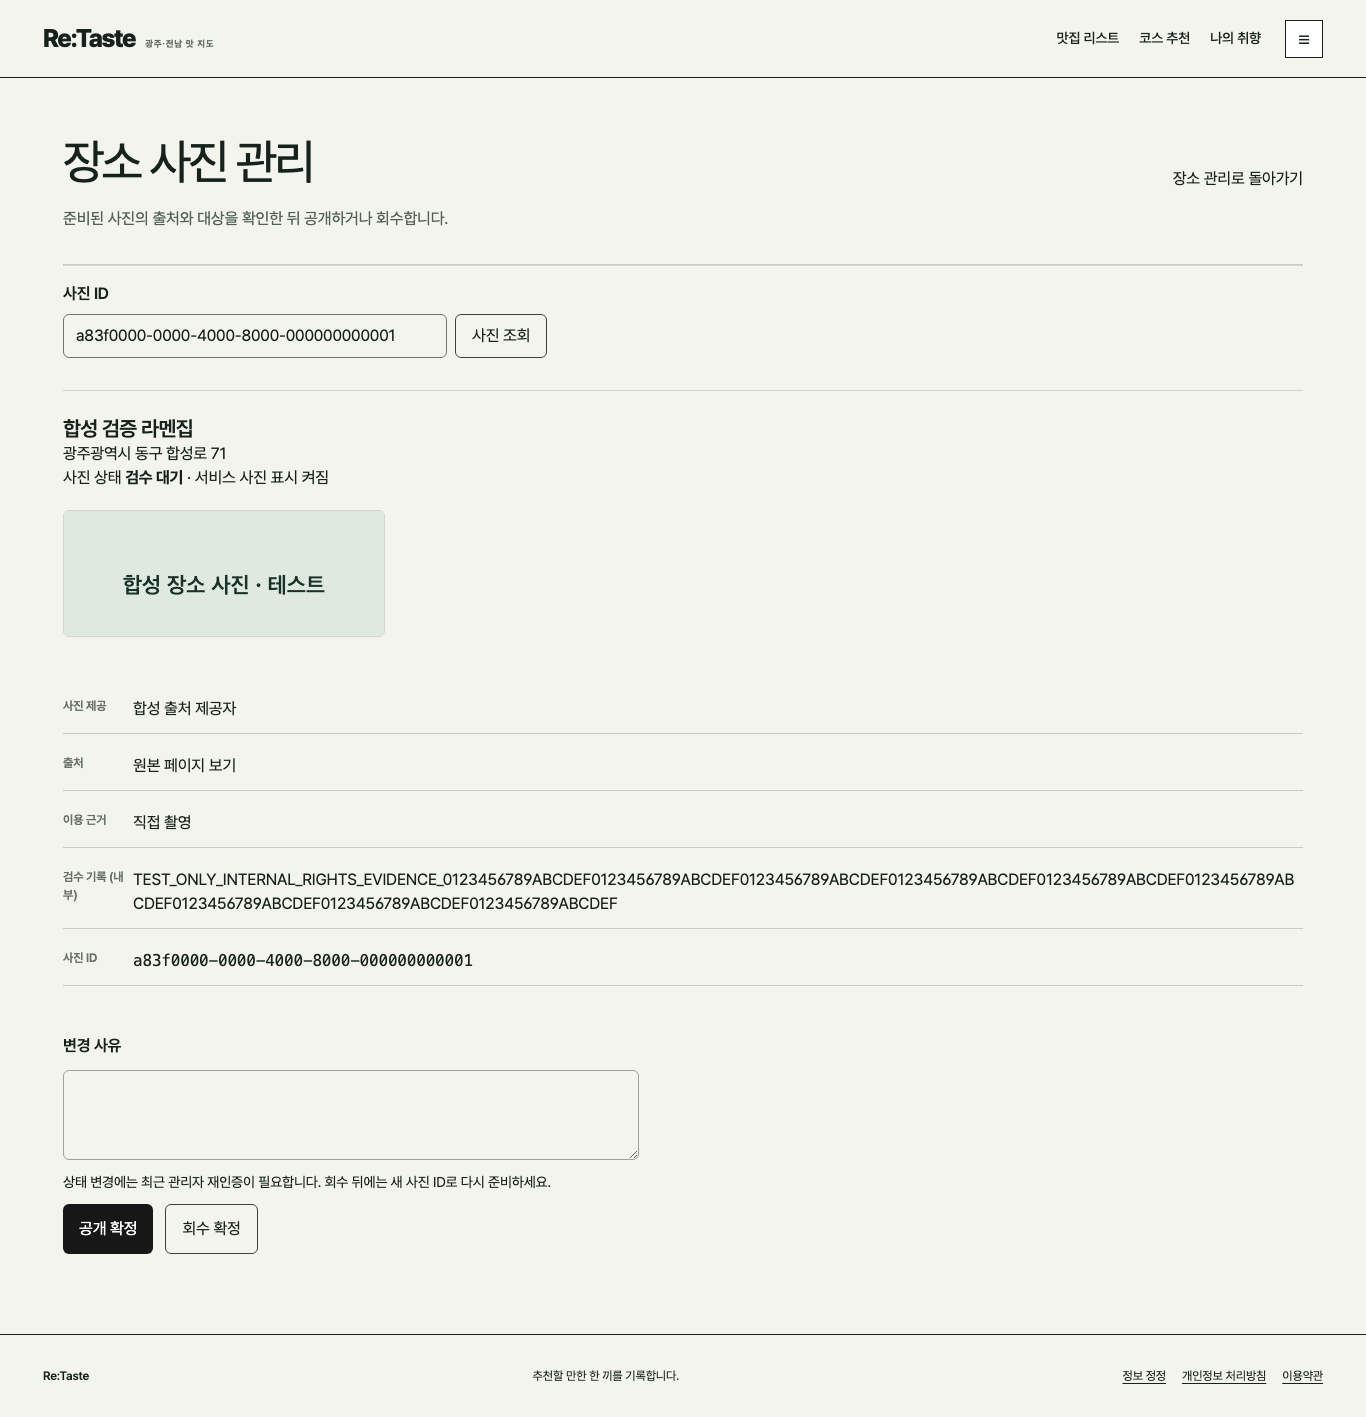 Re:Taste 광주·전남 맛 지도
맛집 리스트 코스 추천 나의 취향
장소 사진 관리
장소 관리로 돌아가기
준비된 사진의 출처와 대상을 확인한 뒤 공개하거나 회수합니다.
사진 ID
a83f0000-0000-4000-8000-000000000001 사진 조회
합성 검증 라멘집
광주광역시 동구 합성로 71
사진 상태 검수 대기 · 서비스 사진 표시 켜짐
합성 장소 사진 · 테스트
사진 제공 합성 출처 제공자
출처 원본 페이지 보기
이용 근거 직접 촬영
검수 기록 (내
부)
TEST_ONLY_INTERNAL_RIGHTS_EVIDENCE_0123456789ABCDEF0123456789ABCDEF0123456789ABCDEF0123456789ABCDEF0123456789ABCDEF0123456789AB
CDEF0123456789ABCDEF0123456789ABCDEF0123456789ABCDEF
사진 ID a83f0000-0000-4000-8000-000000000001
변경 사유
상태 변경에는 최근 관리자 재인증이 필요합니다. 회수 뒤에는 새 사진 ID로 다시 준비하세요.
공개 확정 회수 확정
Re:Taste 추천할 만한 한 끼를 기록합니다. 정보 정정 개인정보 처리방침 이용약관